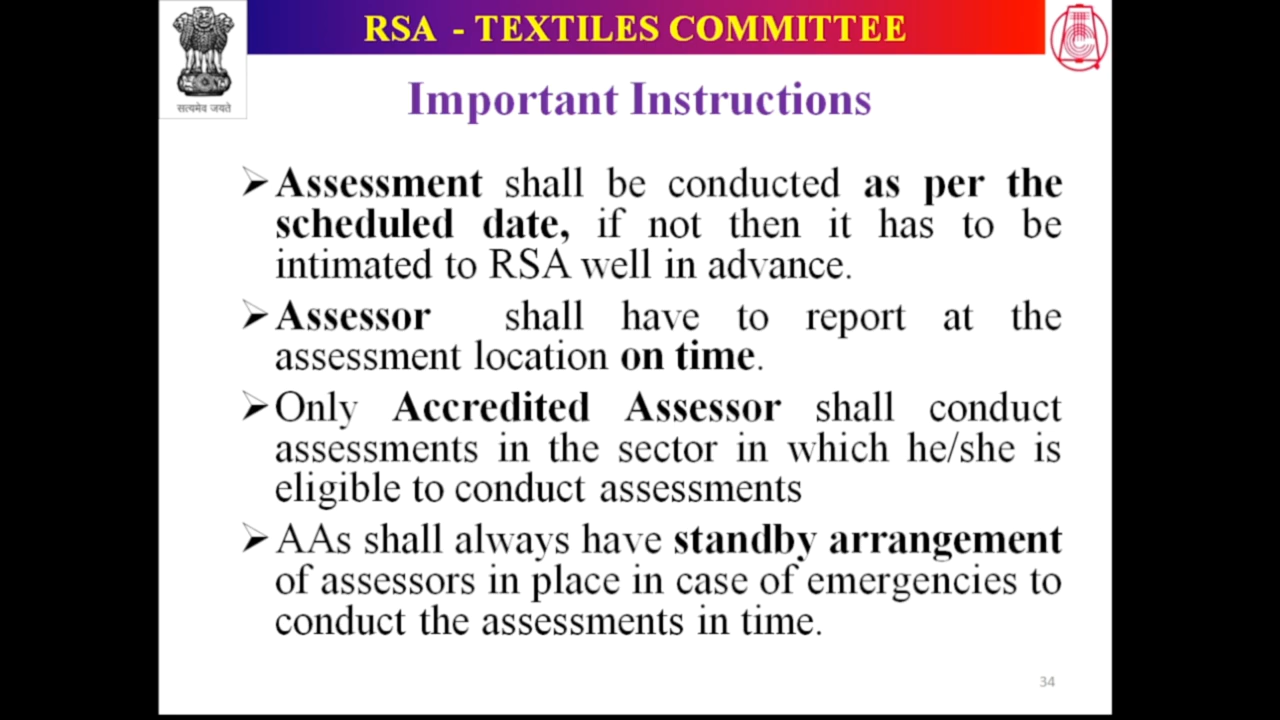 RSA - TEXTILES COMMITTEE
सत्यमेव जयते
Important Instructions
➢Assessment shall be conducted as per the
scheduled date, if not then it has to be
intimated to RSA well in advance.
➢Assessor shall have to report at the
assessment location on time.
➢Only Accredited Assessor shall conduct
assessments in the sector in which he/she is
eligible to conduct assessments
➢AAs shall always have standby arrangement
of assessors in place in case of emergencies to
conduct the assessments in time.
34